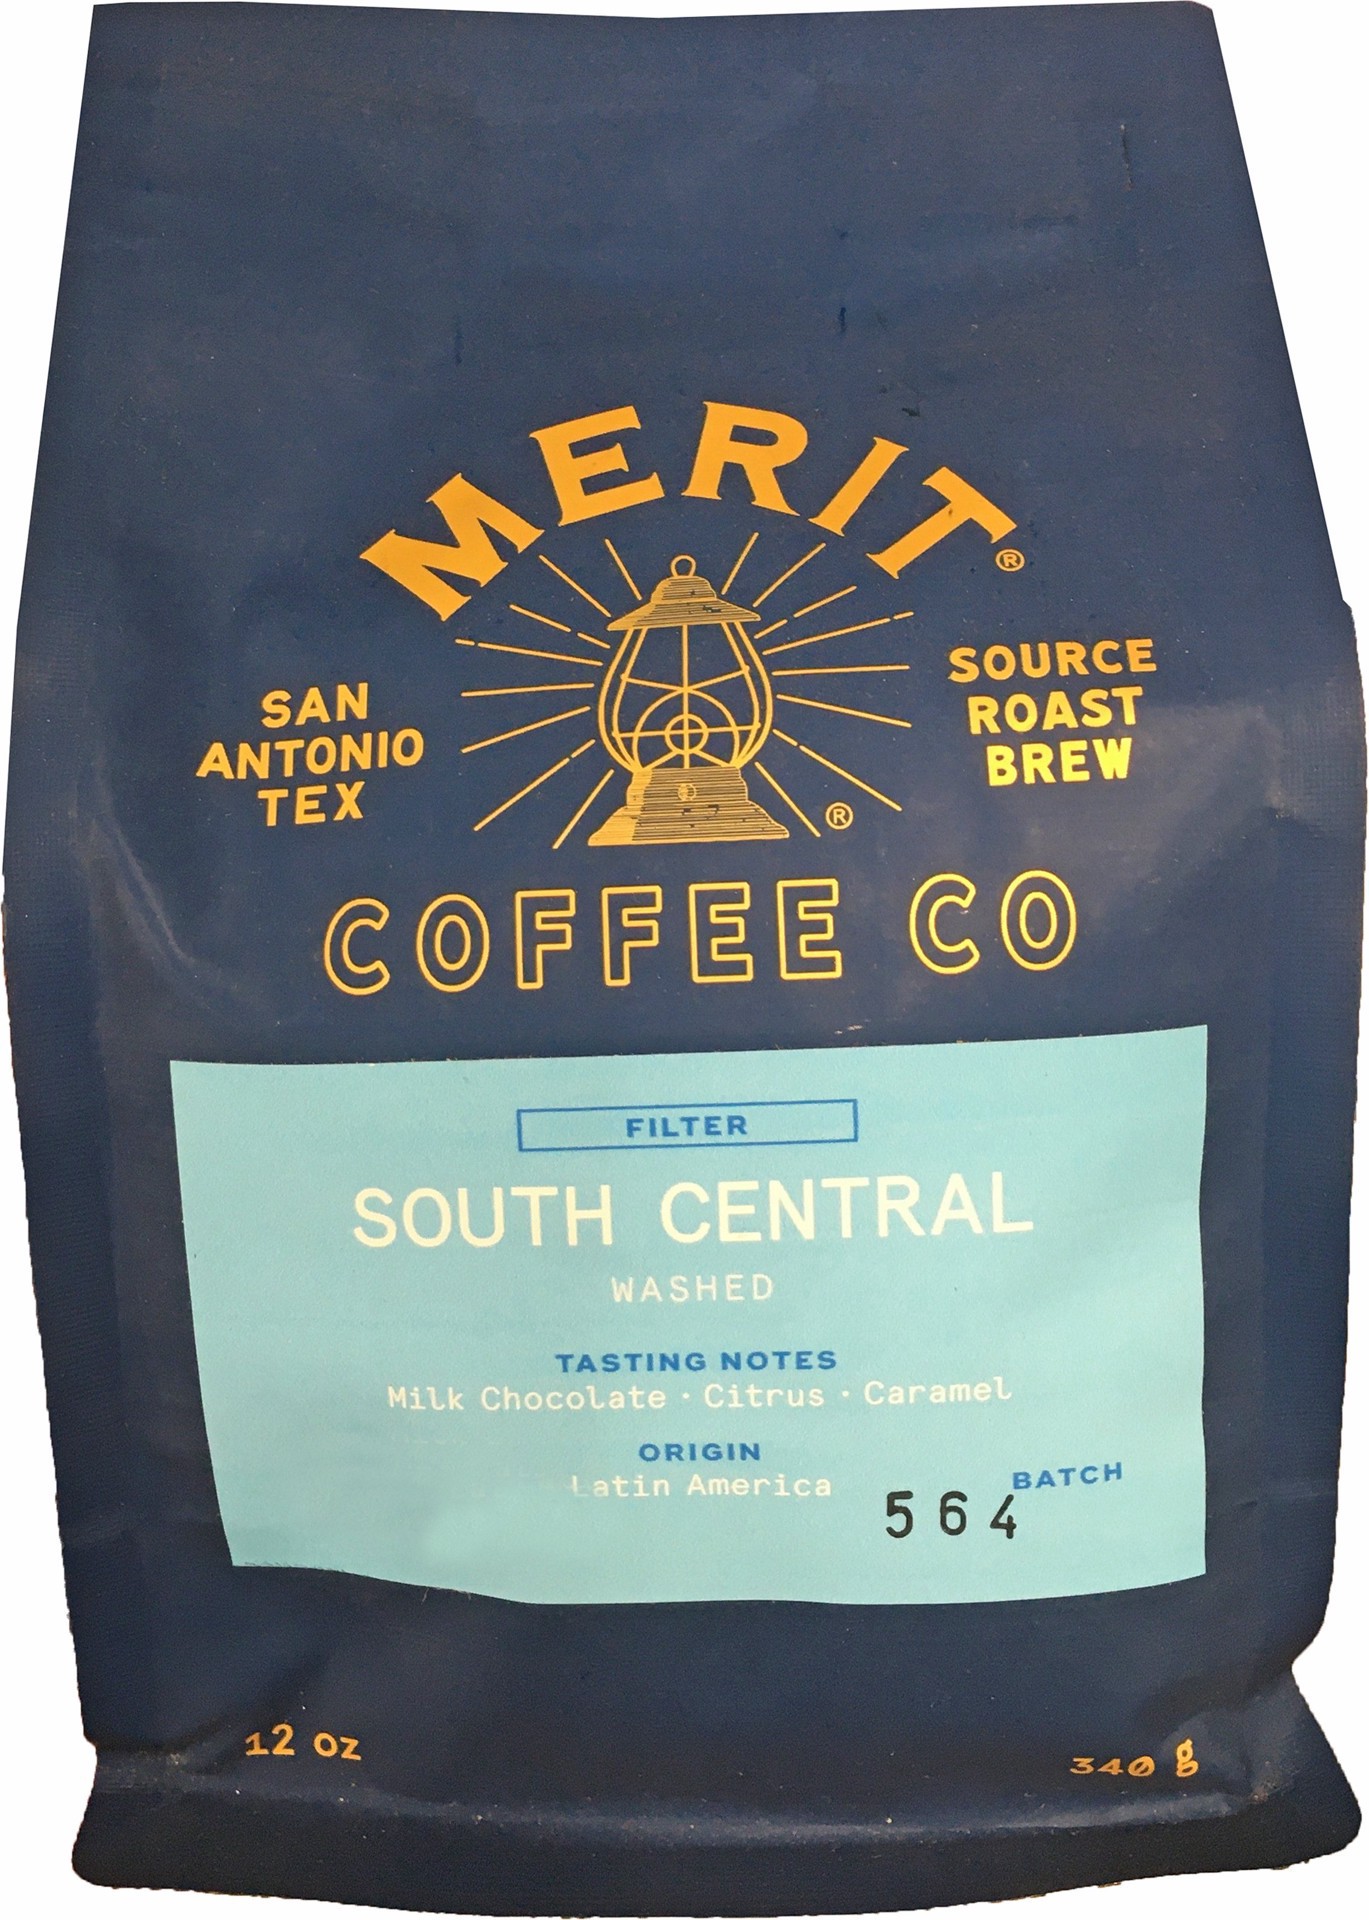 MERIT®
SAN
ANTONIO
TEX
SOURCE
ROAST
BREW
®
COFFEE CO
FILTER
SOUTH CENTRAL
WASHED
TASTING NOTES
Milk Chocolate · Citrus · Caramel
ORIGIN
Latin America
BATCH
564
12 oz
340 g